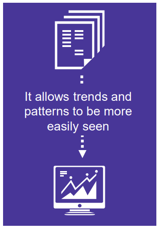 It allows trends and
patterns to be more
easily seen